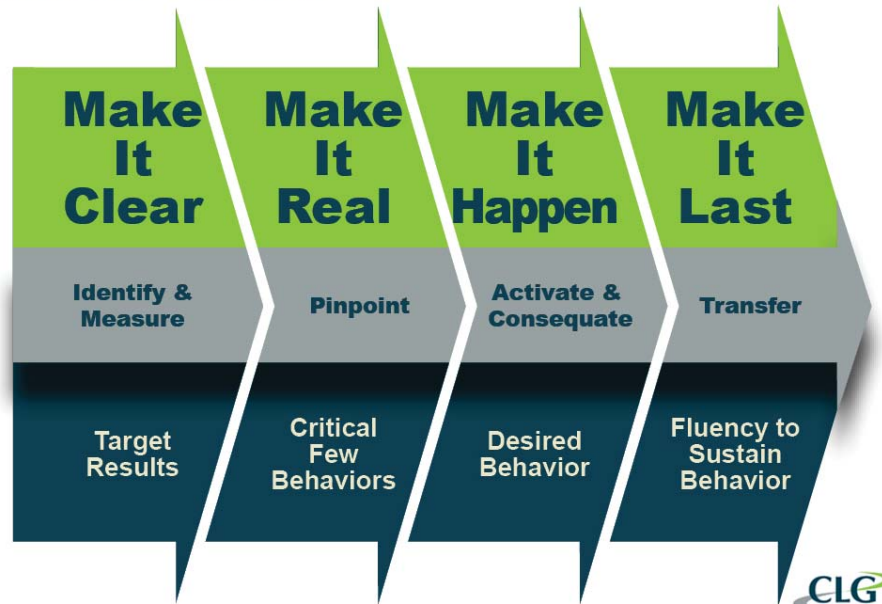 Make
It
Clear
Make
It
Real
Make
It
Happen
Make
It
Last
Identify &
Measure
Pinpoint
Activate &
Consequate
Transfer
Target
Results
Critical
Few
Behaviors
Desired
Behavior
Fluency to
Sustain
Behavior
CLG